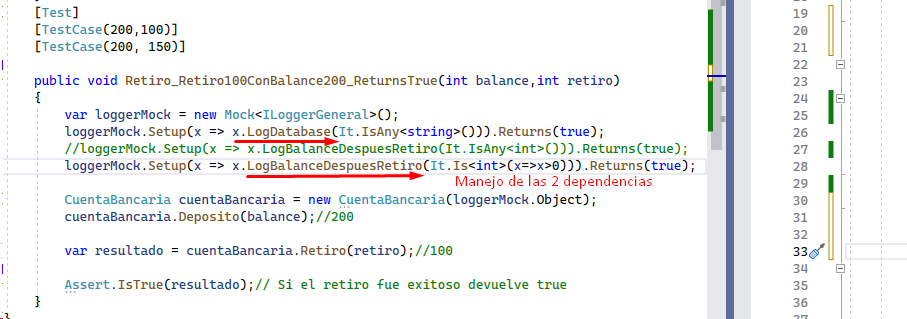 [Test]
[TestCase(200,100)]
[TestCase(200, 150)]
public void Retiro_Retiro100ConBalance200_ReturnsTrue(int balance,int retiro)
{
var loggerMock = new Mock<ILoggerGeneral>();
loggerMock.Setup(x => x.LogDatabase(It.IsAny<string>())).Returns(true);
//loggerMock.Setup(x => x.LogBalanceDespuesRetiro(It.IsAny<int>())).Returns(true);
loggerMock.Setup(x => x.LogBalanceDespuesRetiro(It.Is<int>(x=>x>0))).Returns(true);
Manejo de las 2 dependencias
CuentaBancaria cuentaBancaria = new CuentaBancaria(loggerMock.Object);
cuentaBancaria.Deposito(balance);//200
var resultado = cuentaBancaria.Retiro(retiro);//100
Assert.IsTrue(resultado);// Si el retiro fue exitoso devuelve true
}
}
19
20
21
22
23
24
25
26
27
28
29
30
31
32
33
34
35
36
37